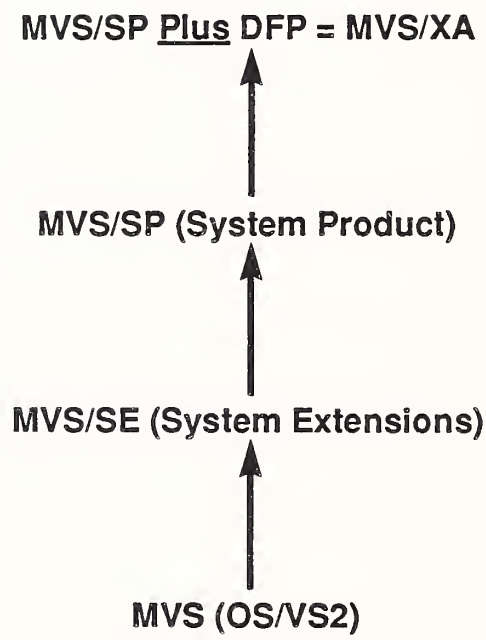 MVS/SP Plus DFP = MVS/XA
MVS/SP (System Product)
MVS/SE (System Extensions)
MVS (OS/VS2)